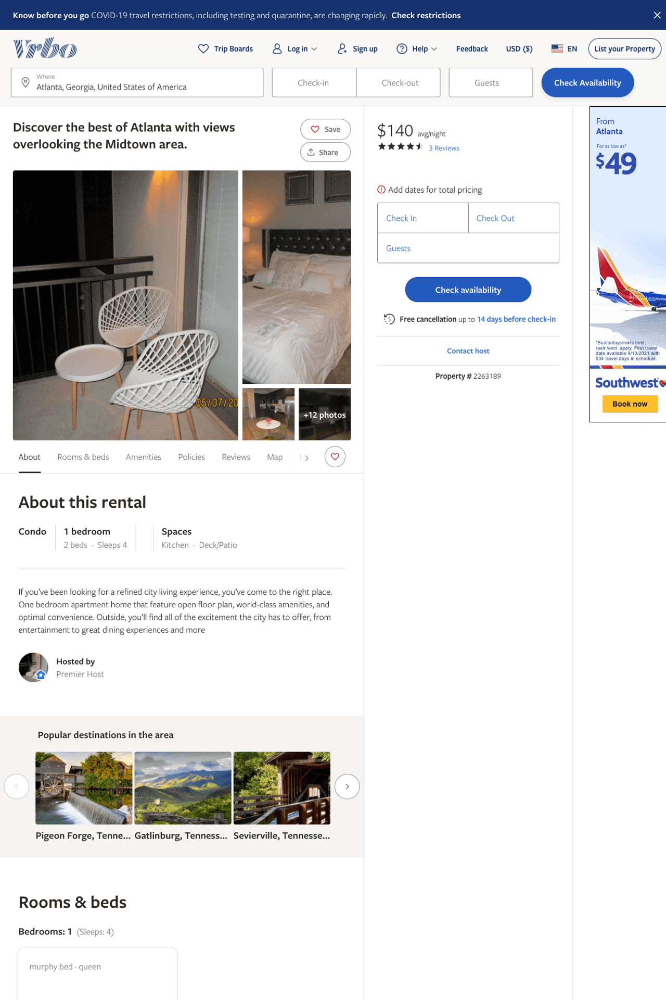 Know before you go COVID-19 travel restrictions, including testing and quarantine, are changing rapidly. Check restrictions
Vrbo
Trip Boards
Log in
Sign up
Help
Feedback
USD ($)
EN
List your Property
Where
Atlanta, Georgia, United States of America
Check-in
Check-out
Guests
Check Availability
Discover the best of Atlanta with views
overlooking the Midtown area.
Save
Share
05/07/20
+12 photos
$140 avg/night
3 Reviews
Add dates for total pricing
Check In
Check Out
Guests
Check availability
Free cancellation up to 14 days before check-in
Contact host
Property # 2263189
From
Atlanta
For as low as*
$49
*Seats/days/mkts lmtd;
restr./excl. apply. First travel
date available 9/13/2021 with
534 travel days in schedule.
Southwest
Book now
About
Rooms & beds
Amenities
Policies
Reviews
Map
H
About this rental
Condo
1 bedroom
2 beds · Sleeps 4
Spaces
Kitchen · Deck/Patio
If you’ve been looking for a refined city living experience, you’ve come to the right place.
One bedroom apartment home that feature open floor plan, world-class amenities, and
optimal convenience. Outside, you’ll find all of the excitement the city has to offer, from
entertainment to great dining experiences and more
Hosted by
Premier Host
Popular destinations in the area
Pigeon Forge, Tenne...
Gatlinburg, Tenness...
Sevierville, Tennesse...
Rooms & beds
Bedrooms: 1 (Sleeps: 4)
murphy bed · queen